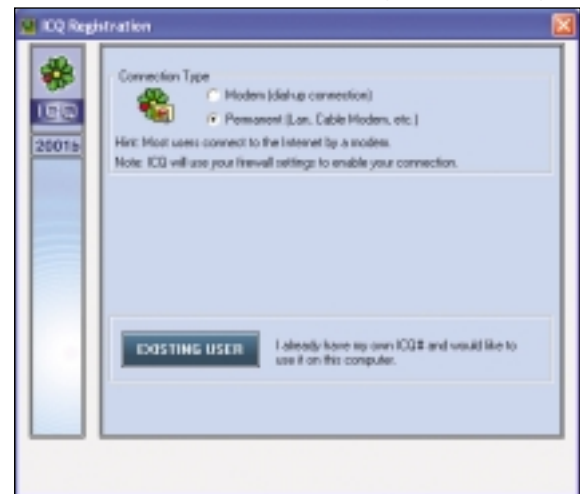 ICQ Registration
ICQ
2001b
Connection Type
Modem (dial-up connection)
Permanent (Lan, Cable Modem, etc.)
Hint: Most users connect to the Internet by a modem.
Note: ICQ will use your firewall settings to enable your connection.
EXISTING USER
I already have my own ICQ# and would like to
use it on this computer.